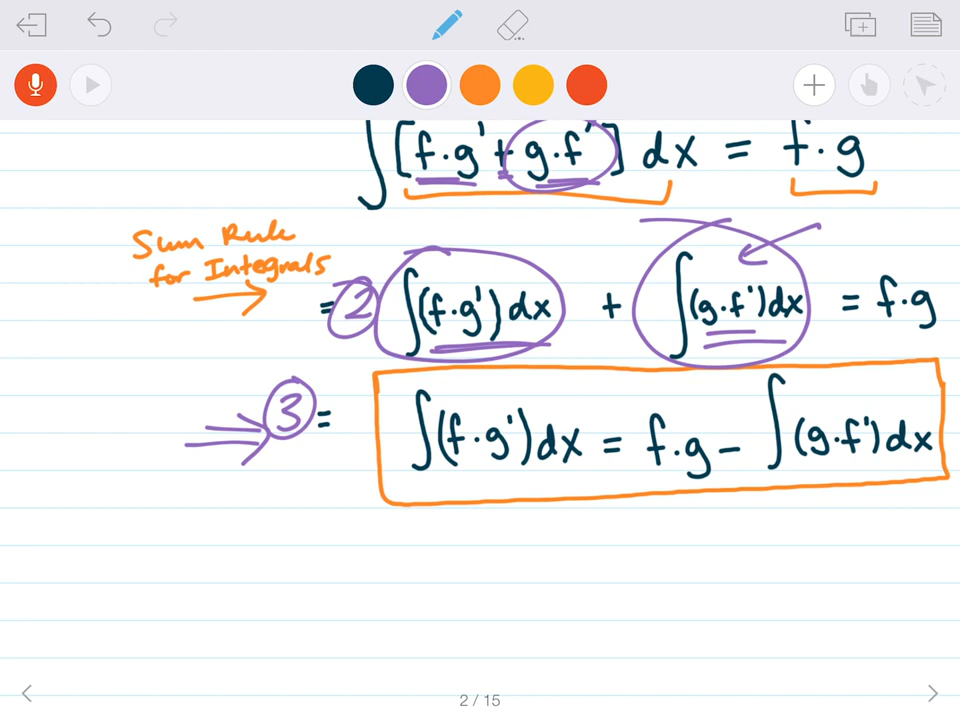 ∫[f·g' + g·f'] dx = f·g
Sum Rule
for Integrals
= 2 ∫(f·g')dx + ∫(g·f')dx = f·g
3 = ∫(f·g')dx = f·g - ∫(g·f')dx
2 / 15